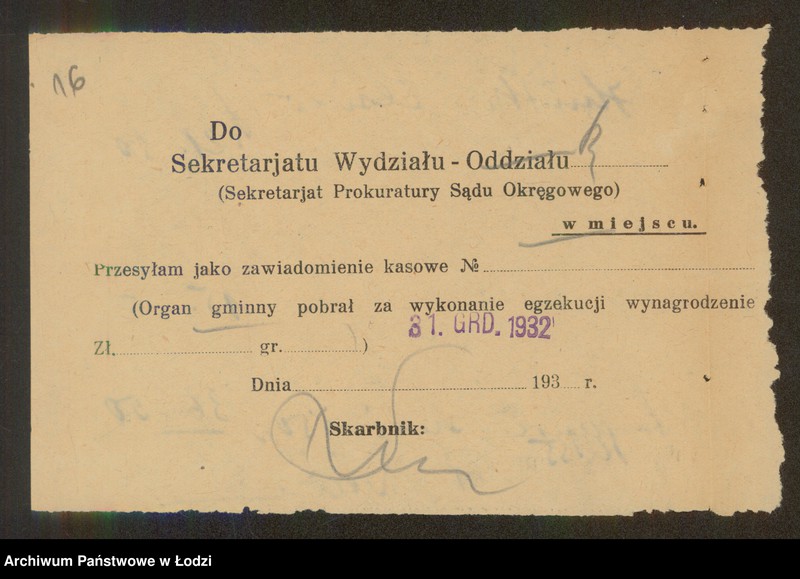 16
Do
Sekretarjatu Wydziału - Oddziału
(Sekretarjat Prokuratury Sądu Okręgowego)
w miejscu.
Przesyłam jako zawiadomienie kasowe №
(Organ gminny pobrał za wykonanie egzekucji wynagrodzenie
31. GRD. 1932
Zł. gr. )
Dnia 193 r.
Skarbnik:
Archiwum Państwowe w Łodzi